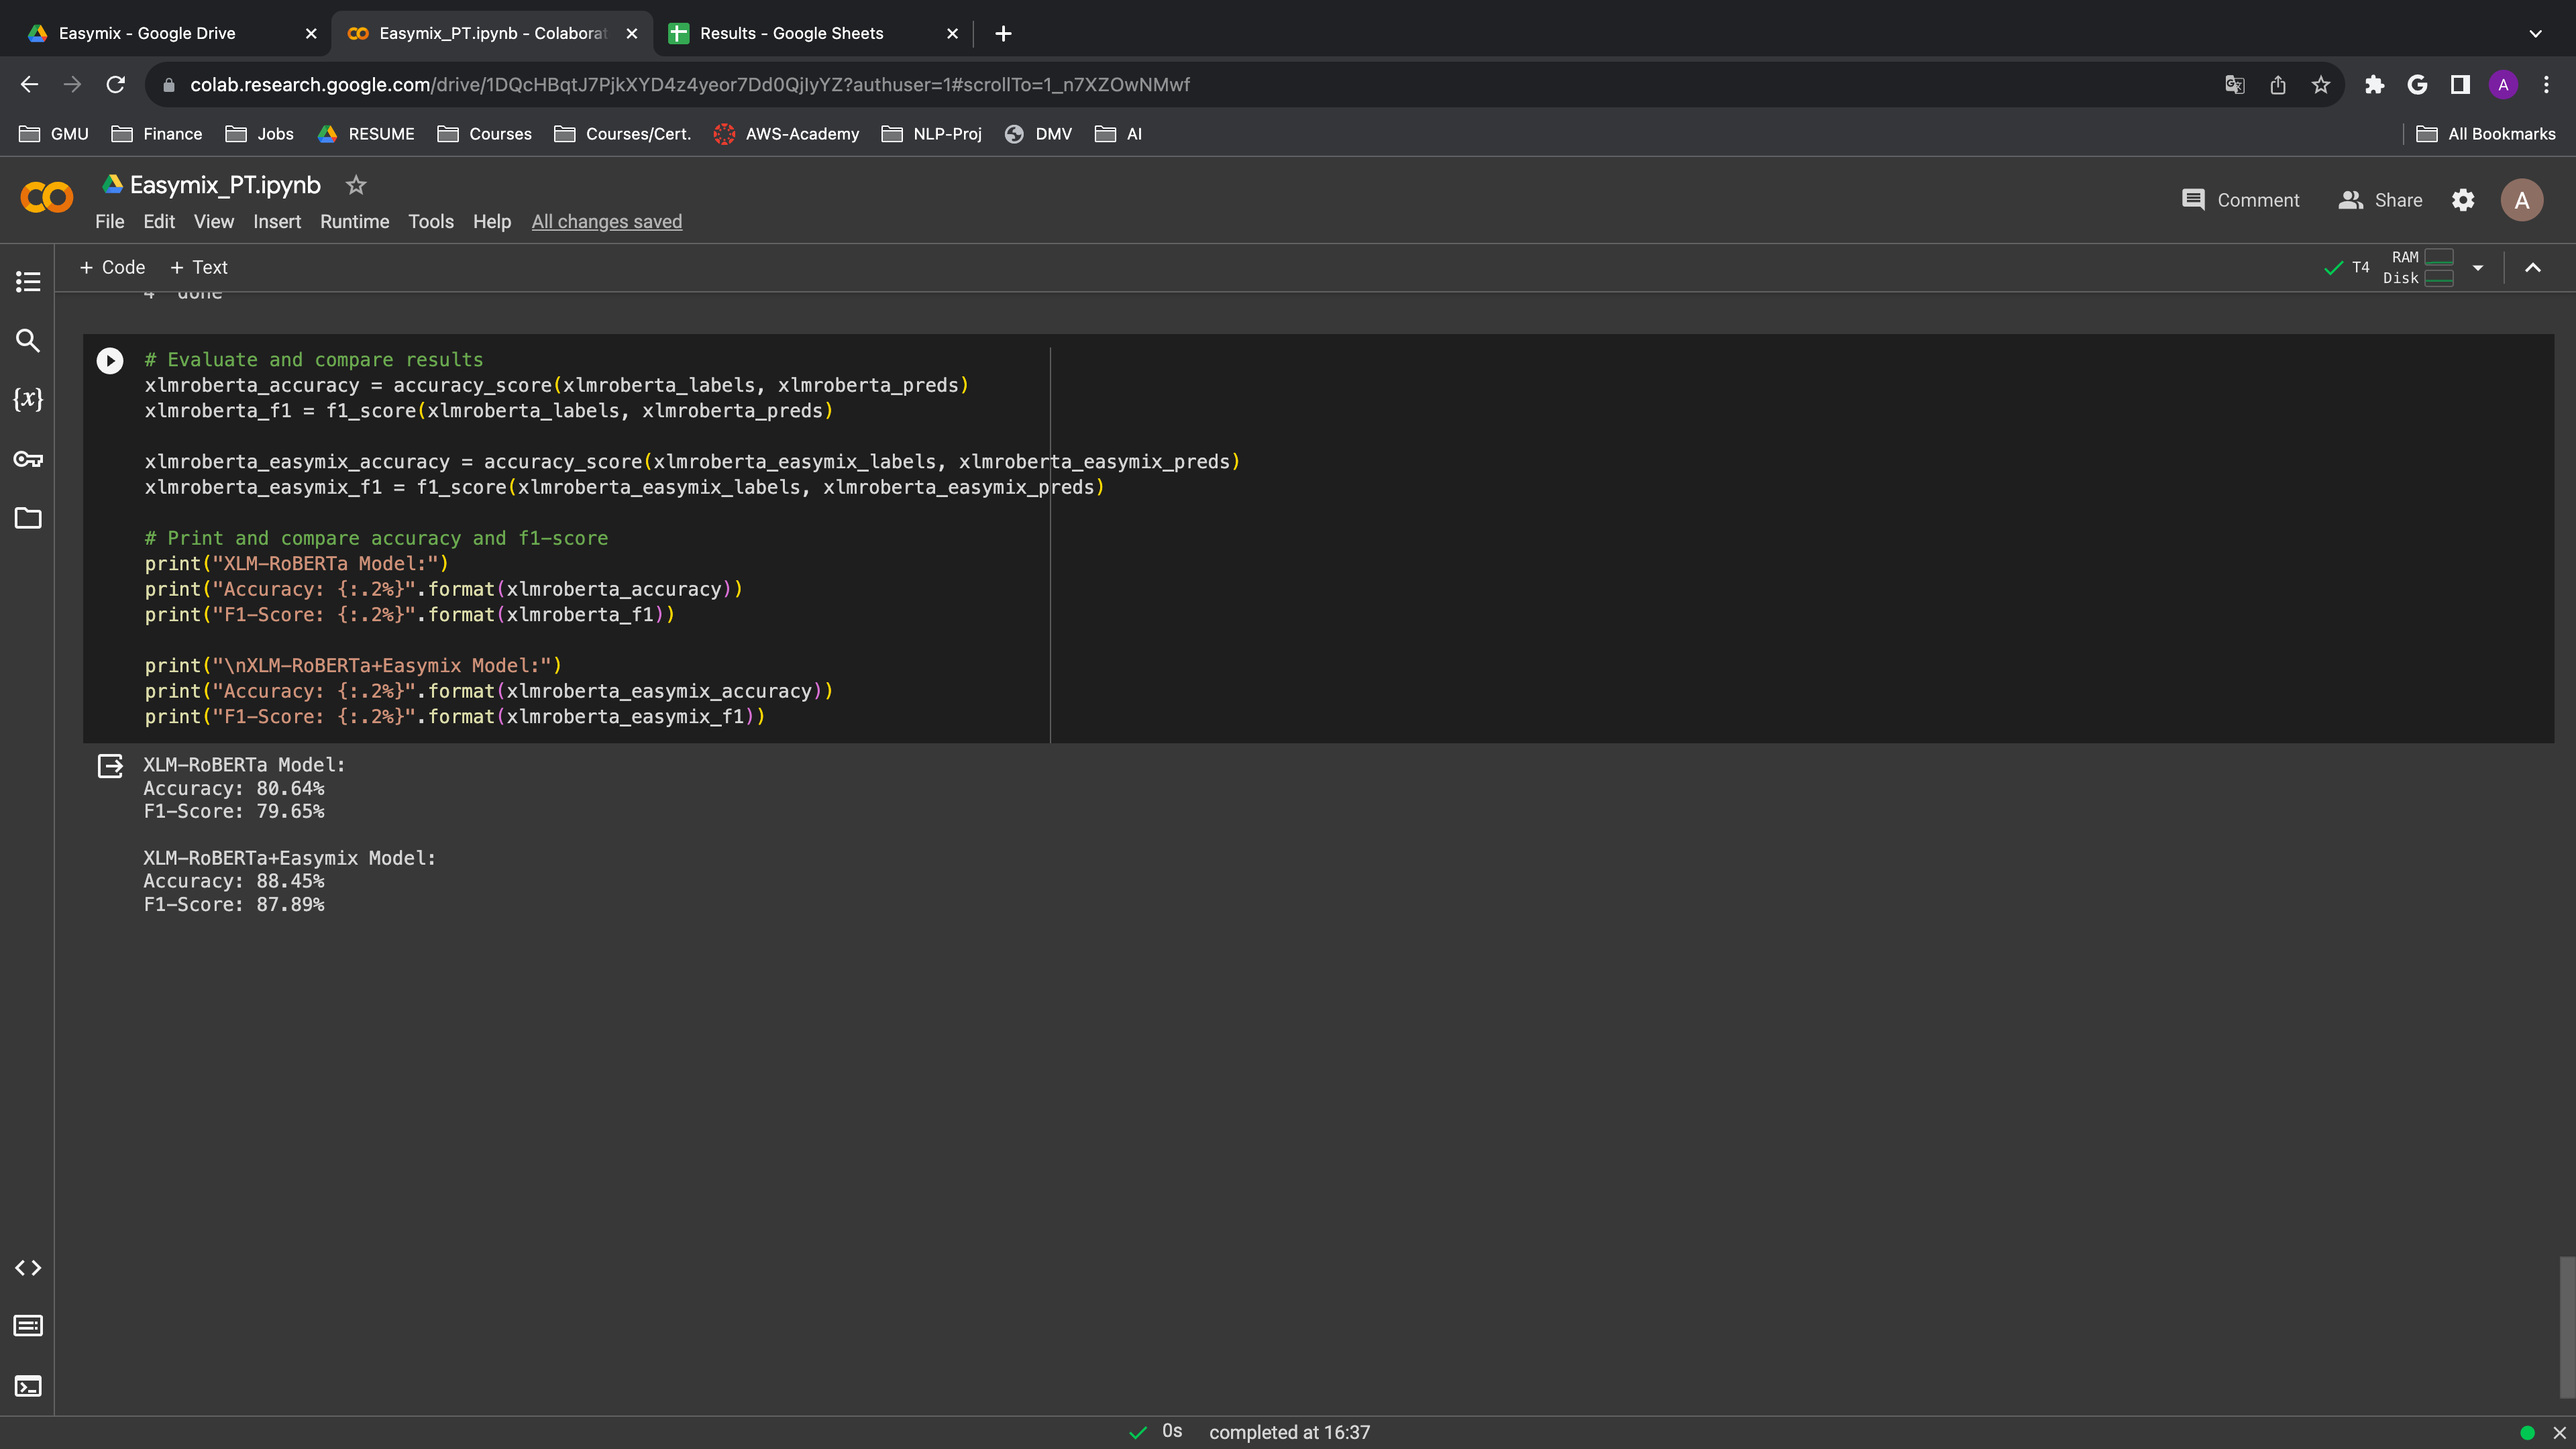 Easymix - Google Drive
Easymix_PT.ipynb - Colaborat
Results - Google Sheets
colab.research.google.com/drive/1DQcHBqtJ7PjkXYD4z4yeor7Dd0QjlyYZ?authuser=1#scrollTo=1_n7XZOwNMwf
A
GMU Finance Jobs RESUME Courses Courses/Cert. AWS-Academy NLP-Proj DMV AI All Bookmarks
Easymix_PT.ipynb
Comment Share A
File Edit View Insert Runtime Tools Help All changes saved
+ Code + Text
T4 RAM
Disk
4 done
{x}
# Evaluate and compare results
xlmroberta_accuracy = accuracy_score(xlmroberta_labels, xlmroberta_preds)
xlmroberta_f1 = f1_score(xlmroberta_labels, xlmroberta_preds)
xlmroberta_easymix_accuracy = accuracy_score(xlmroberta_easymix_labels, xlmroberta_easymix_preds)
xlmroberta_easymix_f1 = f1_score(xlmroberta_easymix_labels, xlmroberta_easymix_preds)
# Print and compare accuracy and f1-score
print("XLM-RoBERTa Model:")
print("Accuracy: {:.2%}".format(xlmroberta_accuracy))
print("F1-Score: {:.2%}".format(xlmroberta_f1))
print("\nXLM-RoBERTa+Easymix Model:")
print("Accuracy: {:.2%}".format(xlmroberta_easymix_accuracy))
print("F1-Score: {:.2%}".format(xlmroberta_easymix_f1))
XLM-RoBERTa Model:
Accuracy: 80.64%
F1-Score: 79.65%
XLM-RoBERTa+Easymix Model:
Accuracy: 88.45%
F1-Score: 87.89%
0s completed at 16:37